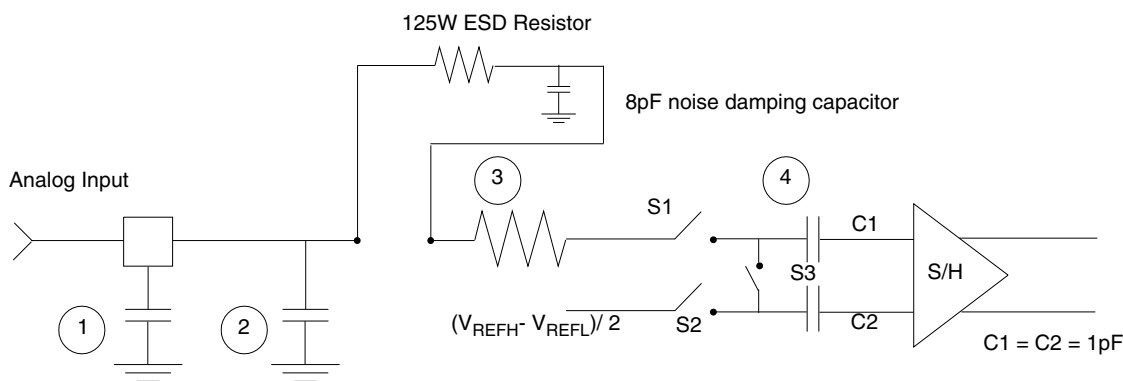 125W ESD Resistor
8pF noise damping capacitor
Analog Input
3
4
S1
C1
S/H
S3
1
2
(VREFH- VREFL)/ 2
S2
C2
C1 = C2 = 1pF